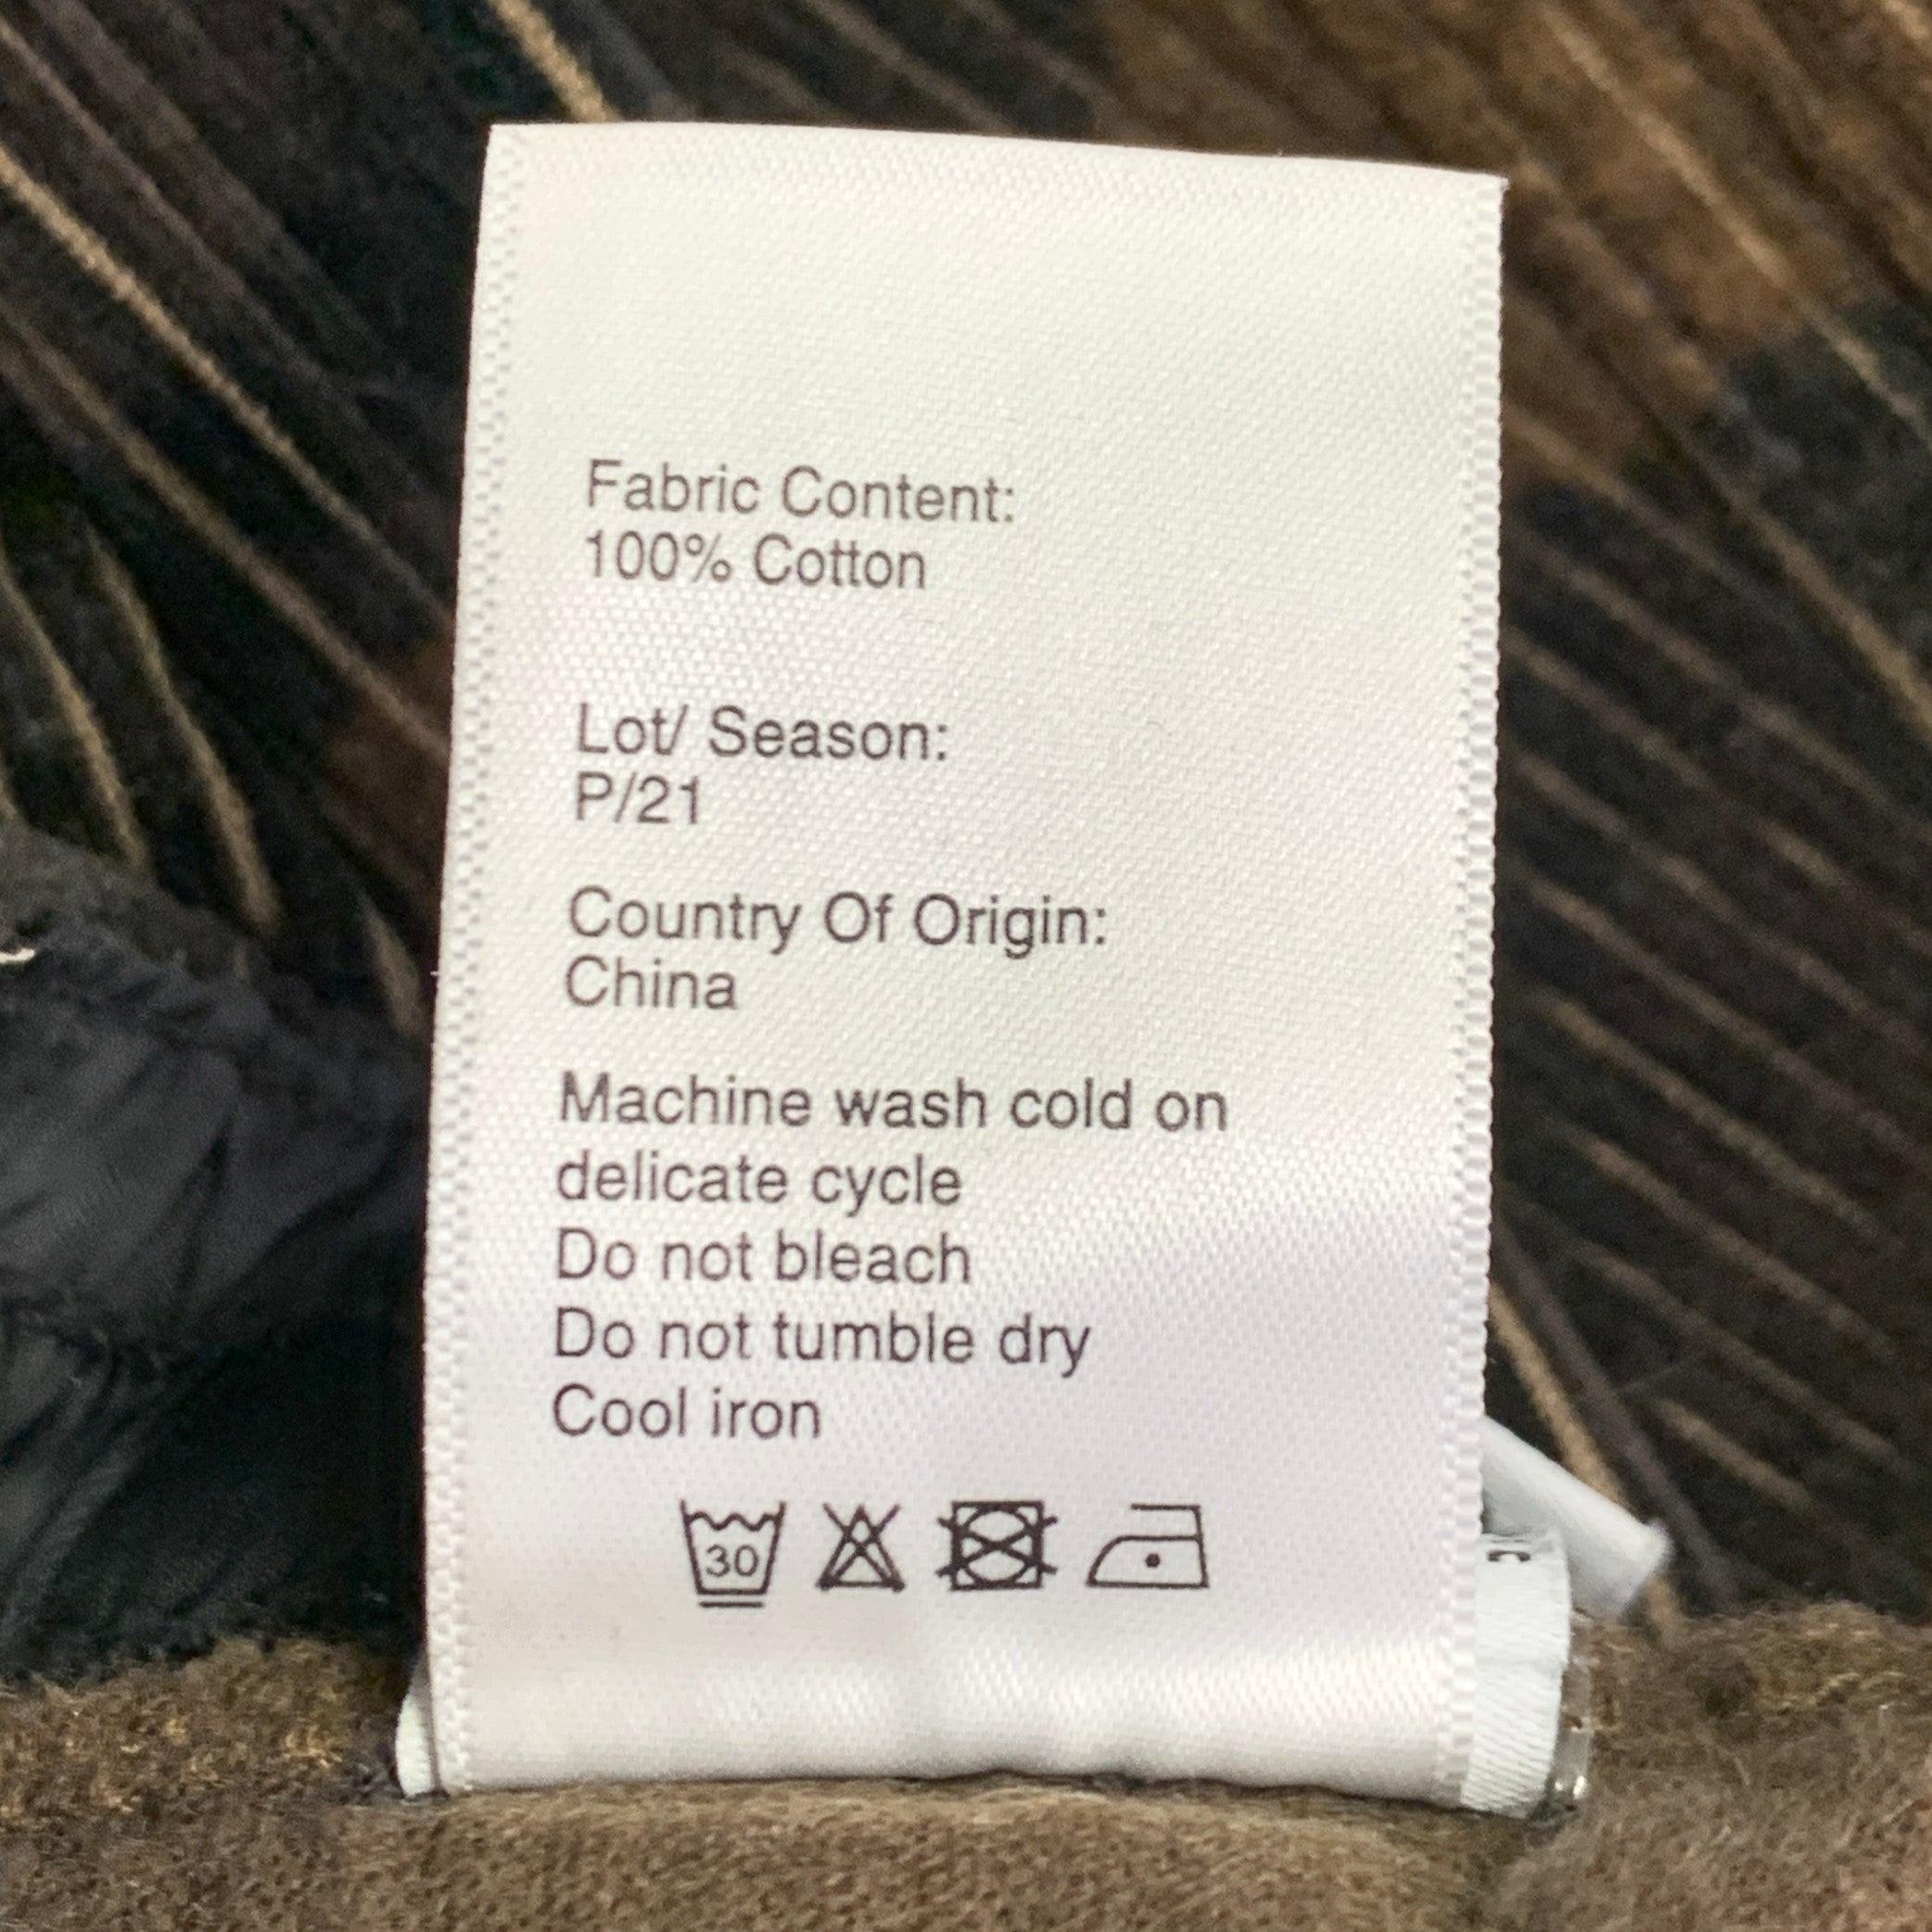 Fabric Content:
100% Cotton
Lot/ Season:
P/21
Country Of Origin:
China
Machine wash cold on
delicate cycle
Do not bleach
Do not tumble dry
Cool iron
30